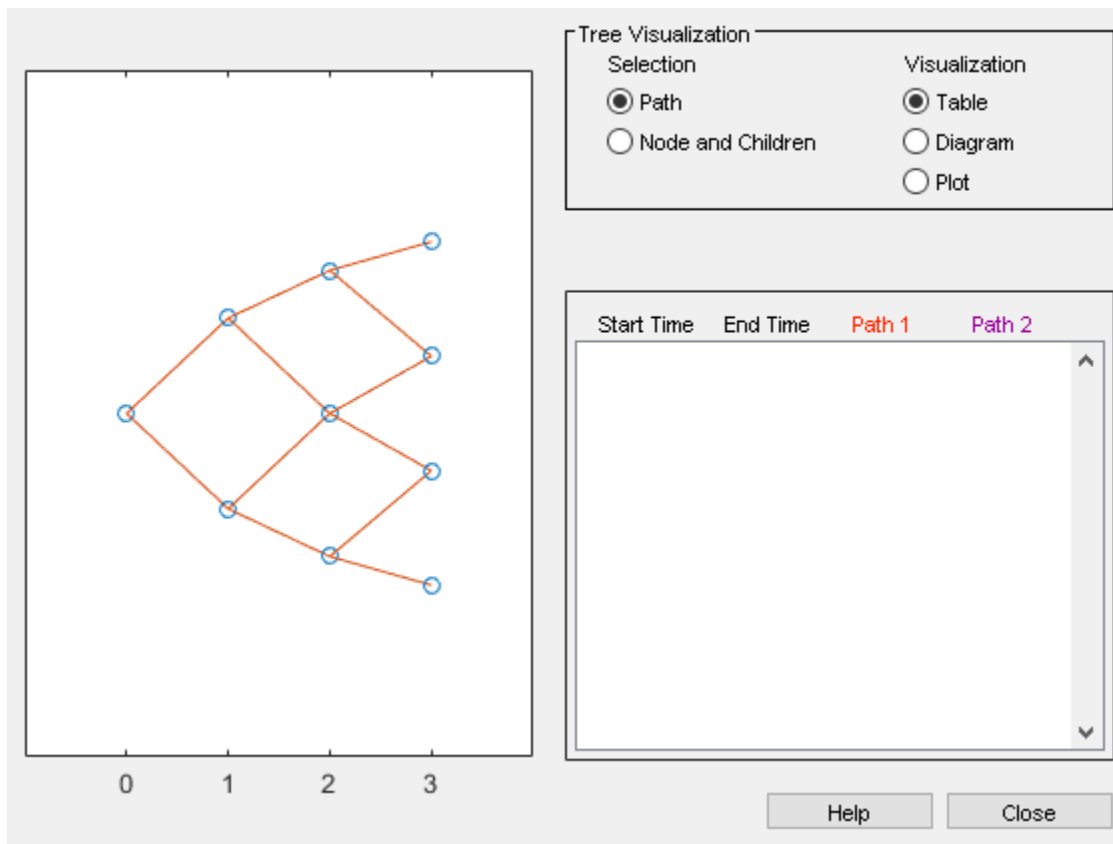 Tree Visualization
Selection
Visualization
Path
Table
Node and Children
Diagram
Plot
Start Time End Time Path 1 Path 2
0 1 2 3
Help Close